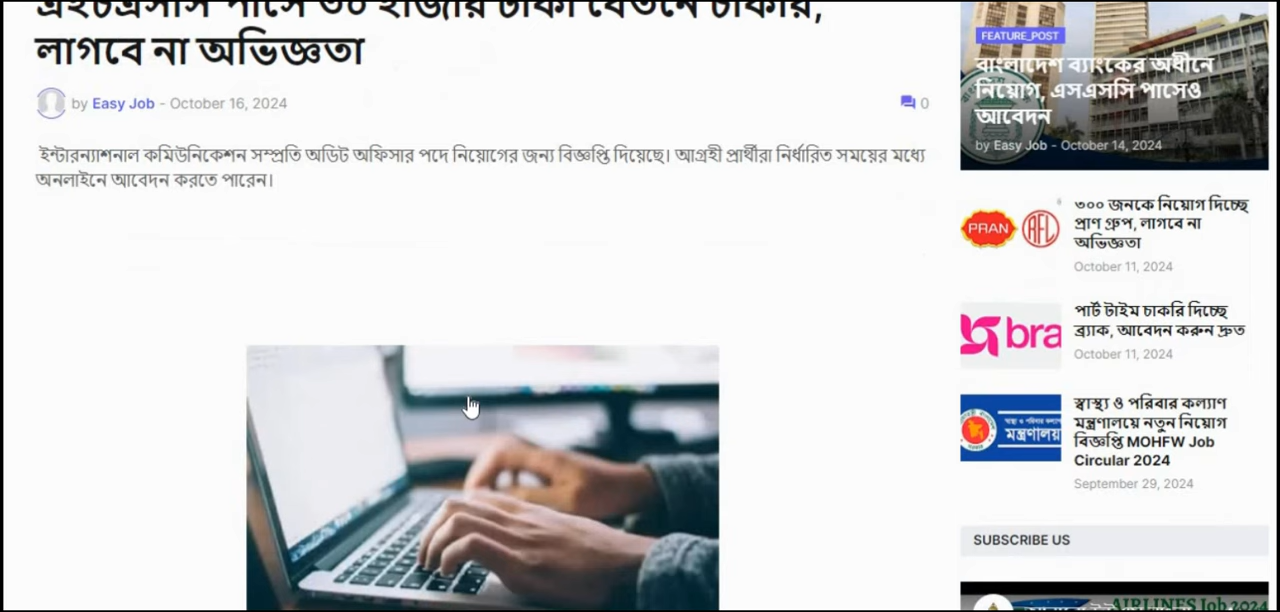 এইচএসসি পাসে ৩০ হাজার টাকা বেতনে চাকরি,
লাগবে না অভিজ্ঞতা
by Easy Job - October 16, 2024
0
ইন্টারন্যাশনাল কমিউনিকেশন সম্প্রতি অডিট অফিসার পদে নিয়োগের জন্য বিজ্ঞপ্তি দিয়েছে। আগ্রহী প্রার্থীরা নির্ধারিত সময়ের মধ্যে
অনলাইনে আবেদন করতে পারেন।
FEATURE_POST
বাংলাদেশ ব্যাংকের অধীনে
নিয়োগ, এসএসসি পাসেও
আবেদন
by Easy Job - October 14, 2024
PRAN RFL
৩০০ জনকে নিয়োগ দিচ্ছে
প্রাণ গ্রুপ, লাগবে না
অভিজ্ঞতা
October 11, 2024
bra
পার্ট টাইম চাকরি দিচ্ছে
ব্র্যাক, আবেদন করুন দ্রুত
October 11, 2024
মন্ত্রণালয়
স্বাস্থ্য ও পরিবার কল্যাণ
মন্ত্রণালয়ে নতুন নিয়োগ
বিজ্ঞপ্তি MOHFW Job
Circular 2024
September 29, 2024
SUBSCRIBE US
AIRLINES Job 2024